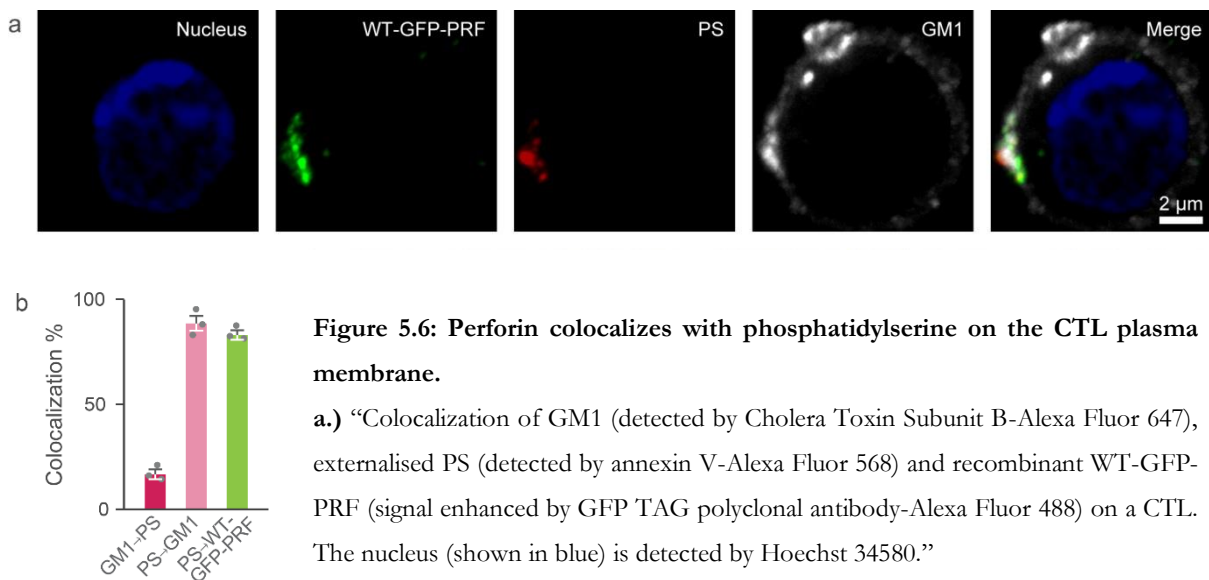 a
Nucleus
WT-GFP-PRF
PS
GM1
Merge
2 µm
b
Colocalization %
100
50
0
GM1→PS
PS→GM1
PS→WT-
GFP-PRF
Figure 5.6: Perforin colocalizes with phosphatidylserine on the CTL plasma
membrane.
a.) “Colocalization of GM1 (detected by Cholera Toxin Subunit B-Alexa Fluor 647),
externalised PS (detected by annexin V-Alexa Fluor 568) and recombinant WT-GFP-
PRF (signal enhanced by GFP TAG polyclonal antibody-Alexa Fluor 488) on a CTL.
The nucleus (shown in blue) is detected by Hoechst 34580.”